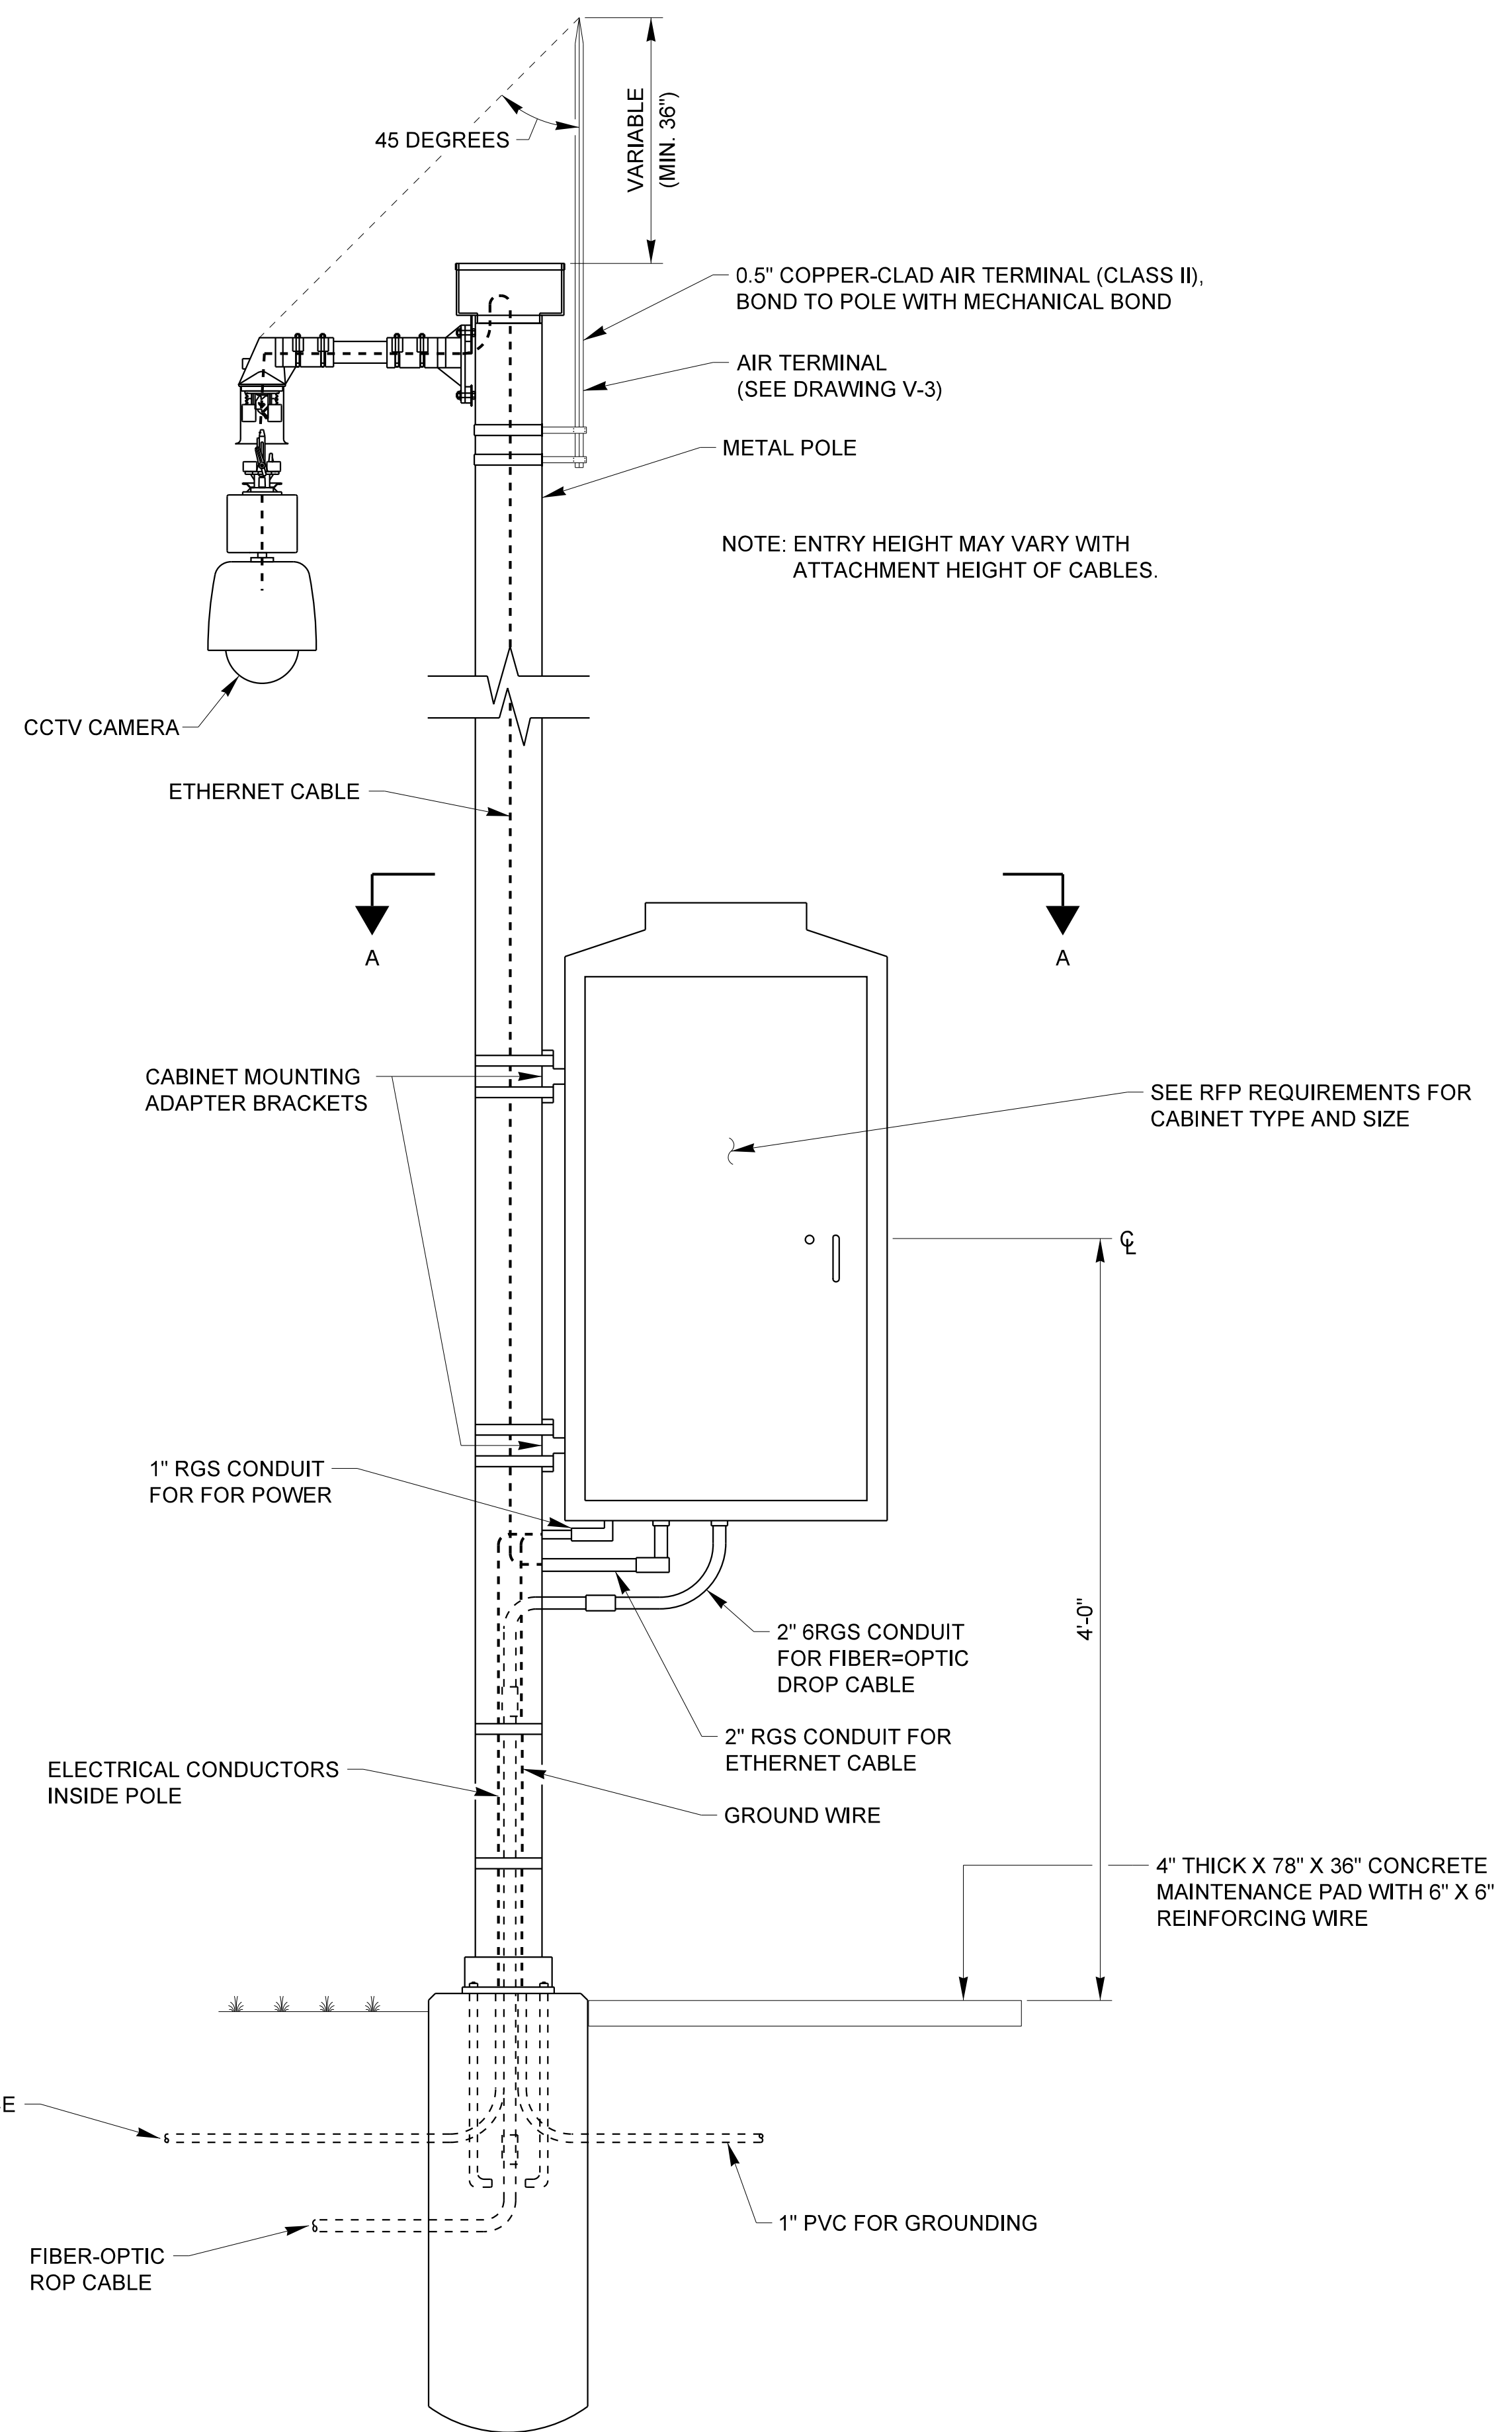 45 DEGREES
VARIABLE
(MIN. 36")
0.5" COPPER-CLAD AIR TERMINAL (CLASS II),
BOND TO POLE WITH MECHANICAL BOND
AIR TERMINAL
(SEE DRAWING V-3)
METAL POLE
NOTE: ENTRY HEIGHT MAY VARY WITH
ATTACHMENT HEIGHT OF CABLES.
CCTV CAMERA
ETHERNET CABLE
A
A
CABINET MOUNTING
ADAPTER BRACKETS
SEE RFP REQUIREMENTS FOR
CABINET TYPE AND SIZE
℄
1" RGS CONDUIT
FOR FOR POWER
4'-0"
2" 6RGS CONDUIT
FOR FIBER=OPTIC
DROP CABLE
2" RGS CONDUIT FOR
ETHERNET CABLE
ELECTRICAL CONDUCTORS
INSIDE POLE
GROUND WIRE
4" THICK X 78" X 36" CONCRETE
MAINTENANCE PAD WITH 6" X 6"
REINFORCING WIRE
E
1" PVC FOR GROUNDING
FIBER-OPTIC
ROP CABLE